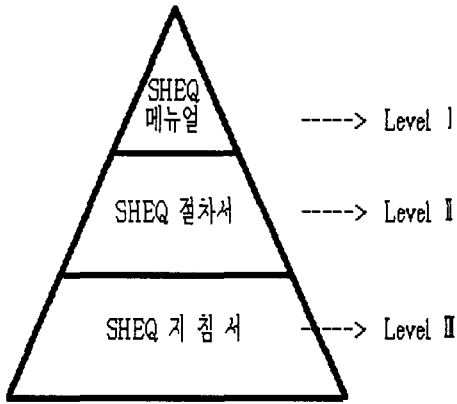 SHEQ
메뉴얼 -----> Level Ⅰ
SHEQ 절차서 -----> Level Ⅱ
SHEQ 지 침 서 -----> Level Ⅲ